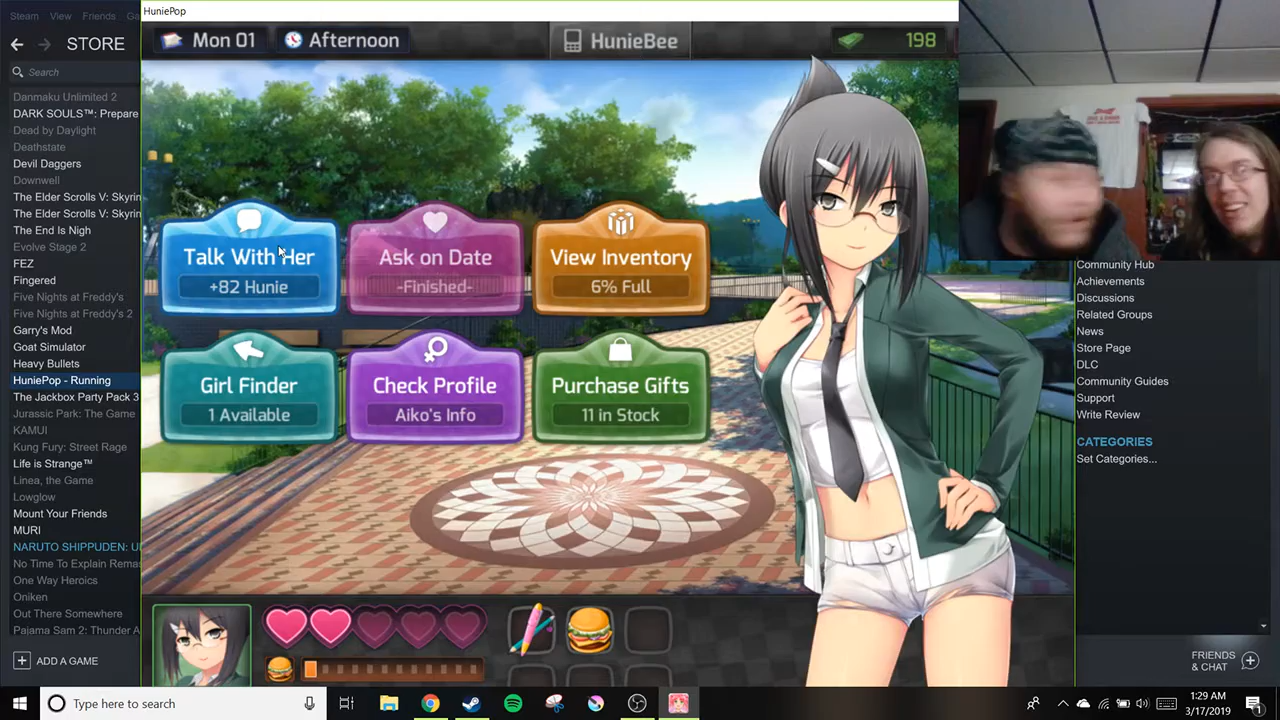 HuniePop
Steam View Friends Ga
STORE
Search
Danmaku Unlimited 2
DARK SOULS™: Prepare
Dead by Daylight
Deathstate
Devil Daggers
Downwell
The Elder Scrolls V: Skyrin
The Elder Scrolls V: Skyrin
The End Is Nigh
Evolve Stage 2
FEZ
Fingered
Five Nights at Freddy's
Five Nights at Freddy's 2
Garry's Mod
Goat Simulator
Heavy Bullets
HuniePop - Running
The Jackbox Party Pack 3
Jurassic Park: The Game
KAMUI
Kung Fury: Street Rage
Life is Strange™
Linea, the Game
Lowglow
Mount Your Friends
MURI
NARUTO SHIPPUDEN: U
No Time To Explain Remas
One Way Heroics
Oniken
Out There Somewhere
Pajama Sam 2: Thunder A
ADD A GAME
Mon 01
Afternoon
HunieBee
198
Talk With Her
+82 Hunie
Ask on Date
-Finished-
View Inventory
6% Full
Girl Finder
1 Available
Check Profile
Aiko's Info
Purchase Gifts
11 in Stock
Community Hub
Achievements
Discussions
Related Groups
News
Store Page
DLC
Community Guides
Support
Write Review
CATEGORIES
Set Categories...
FRIENDS
& CHAT
Type here to search
1:29 AM
3/17/2019
1